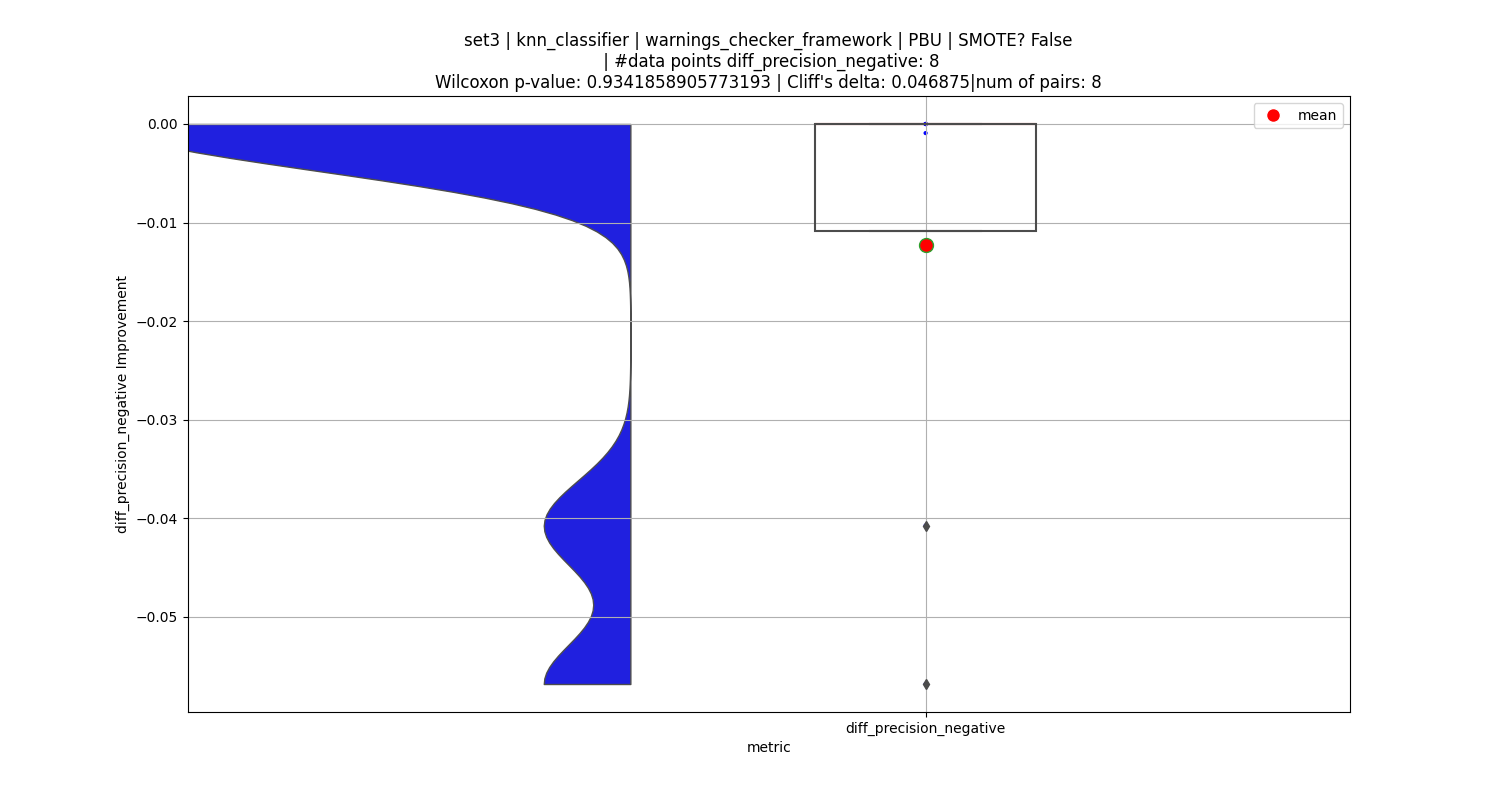 set3 | knn_classifier | warnings_checker_framework | PBU | SMOTE? False
| #data points diff_precision_negative: 8
Wilcoxon p-value: 0.9341858905773193 | Cliff's delta: 0.046875|num of pairs: 8
mean
0.00
−0.01
−0.02
−0.03
−0.04
−0.05
diff_precision_negative Improvement
diff_precision_negative
metric